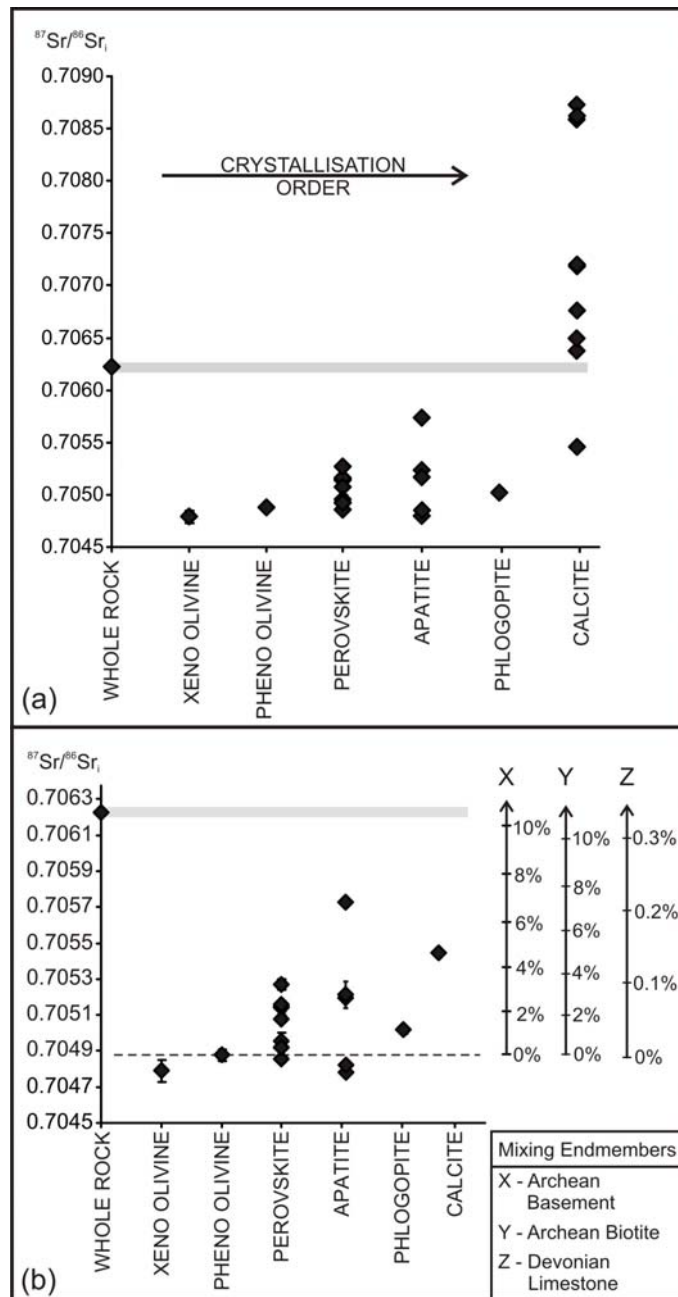 ⁸⁷Sr/⁸⁶Srᵢ
0.7090
0.7085
0.7080
0.7075
0.7070
0.7065
0.7060
0.7055
0.7050
0.7045
CRYSTALLISATION
ORDER
WHOLE ROCK
XENO OLIVINE
PHENO OLIVINE
PEROVSKITE
APATITE
PHLOGOPITE
CALCITE
(a)
⁸⁷Sr/⁸⁶Srᵢ
0.7063
0.7061
0.7059
0.7057
0.7055
0.7053
0.7051
0.7049
0.7047
0.7045
X Y Z
10%
8%
6%
4%
2%
0%
10%
8%
6%
4%
2%
0%
0.3%
0.2%
0.1%
0%
WHOLE ROCK
XENO OLIVINE
PHENO OLIVINE
PEROVSKITE
APATITE
PHLOGOPITE
CALCITE
Mixing Endmembers
X - Archean
Basement
Y - Archean Biotite
Z - Devonian
Limestone
(b)